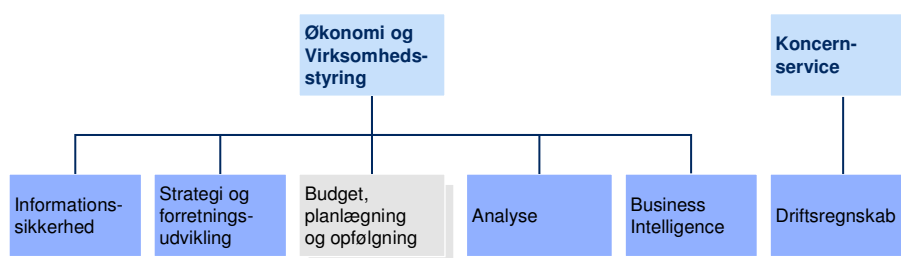 Økonomi og
Virksomheds-
styring
Koncern-
service
Informations-
sikkerhed
Strategi og
forretnings-
udvikling
Budget,
planlægning
og opfølgning
Analyse
Business
Intelligence
Driftsregnskab